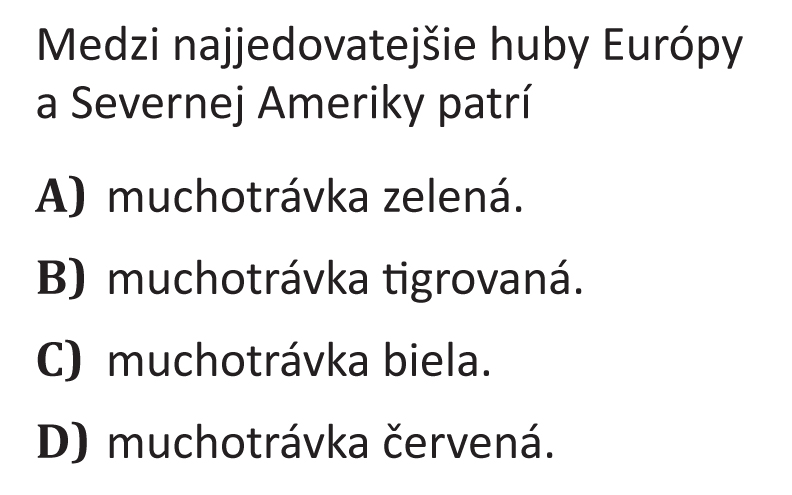 Medzi najjedovatejšie huby Európy
a Severnej Ameriky patrí
A) muchotrávka zelená.
B) muchotrávka tigrovaná.
C) muchotrávka biela.
D) muchotrávka červená.